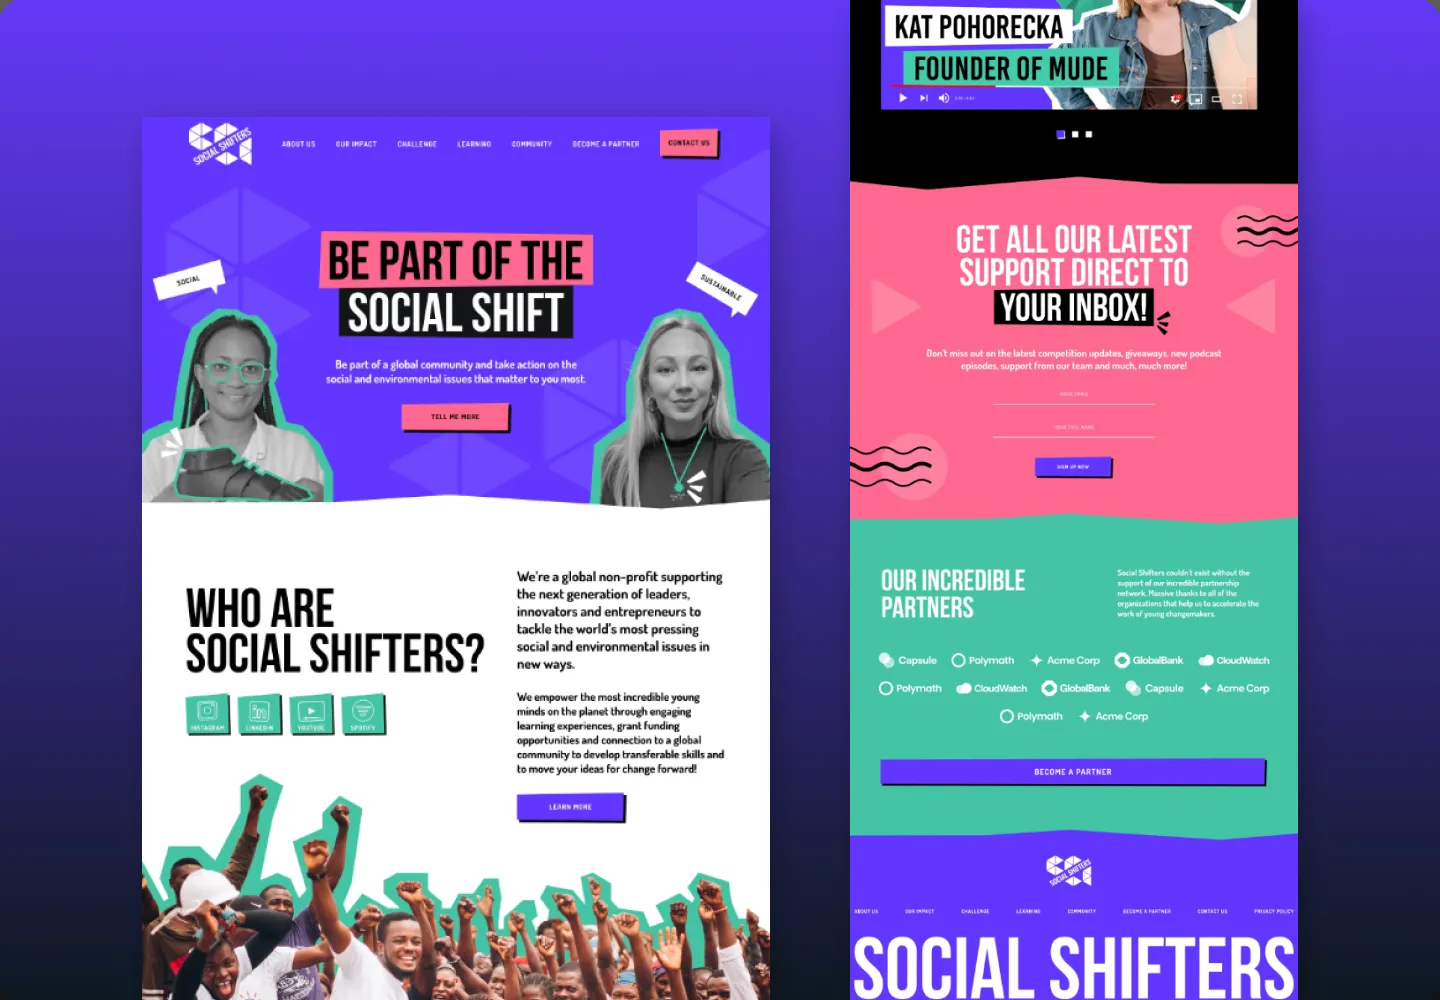 SOCIAL SHIFTERS
ABOUT US
OUR IMPACT
CHALLENGE
LEARNING
COMMUNITY
BECOME A PARTNER
CONTACT US
BE PART OF THE
SOCIAL SHIFT
SOCIAL
SUSTAINABLE
Be part of a global community and take action on the
social and environmental issues that matter to you most.
TELL ME MORE
WHO ARE
SOCIAL SHIFTERS?
INSTAGRAM
LINKEDIN
YOUTUBE
SPOTIFY
We're a global non-profit supporting
the next generation of leaders,
innovators and entrepreneurs to
tackle the world's most pressing
social and environmental issues in
new ways.
We empower the most incredible young
minds on the planet through engaging
learning experiences, grant funding
opportunities and connection to a global
community to develop transferable skills and
to move your ideas for change forward!
LEARN MORE
KAT POHORECKA
FOUNDER OF MUDE
GET ALL OUR LATEST
SUPPORT DIRECT TO
YOUR INBOX!
Don't miss out on the latest competition updates, giveaways, new podcast
episodes, support from our team and much, much more!
YOUR EMAIL
YOUR FULL NAME
SIGN UP NOW
OUR INCREDIBLE
PARTNERS
Social Shifters couldn't exist without the
support of our incredible partnership
network. Massive thanks to all of the
organizations that help us to accelerate the
work of young changemakers.
Capsule
Polymath
Acme Corp
GlobalBank
CloudWatch
Polymath
CloudWatch
GlobalBank
Capsule
Acme Corp
Polymath
Acme Corp
BECOME A PARTNER
SOCIAL SHIFTERS
ABOUT US
OUR IMPACT
CHALLENGE
LEARNING
COMMUNITY
BECOME A PARTNER
CONTACT US
PRIVACY POLICY
SOCIAL SHIFTERS